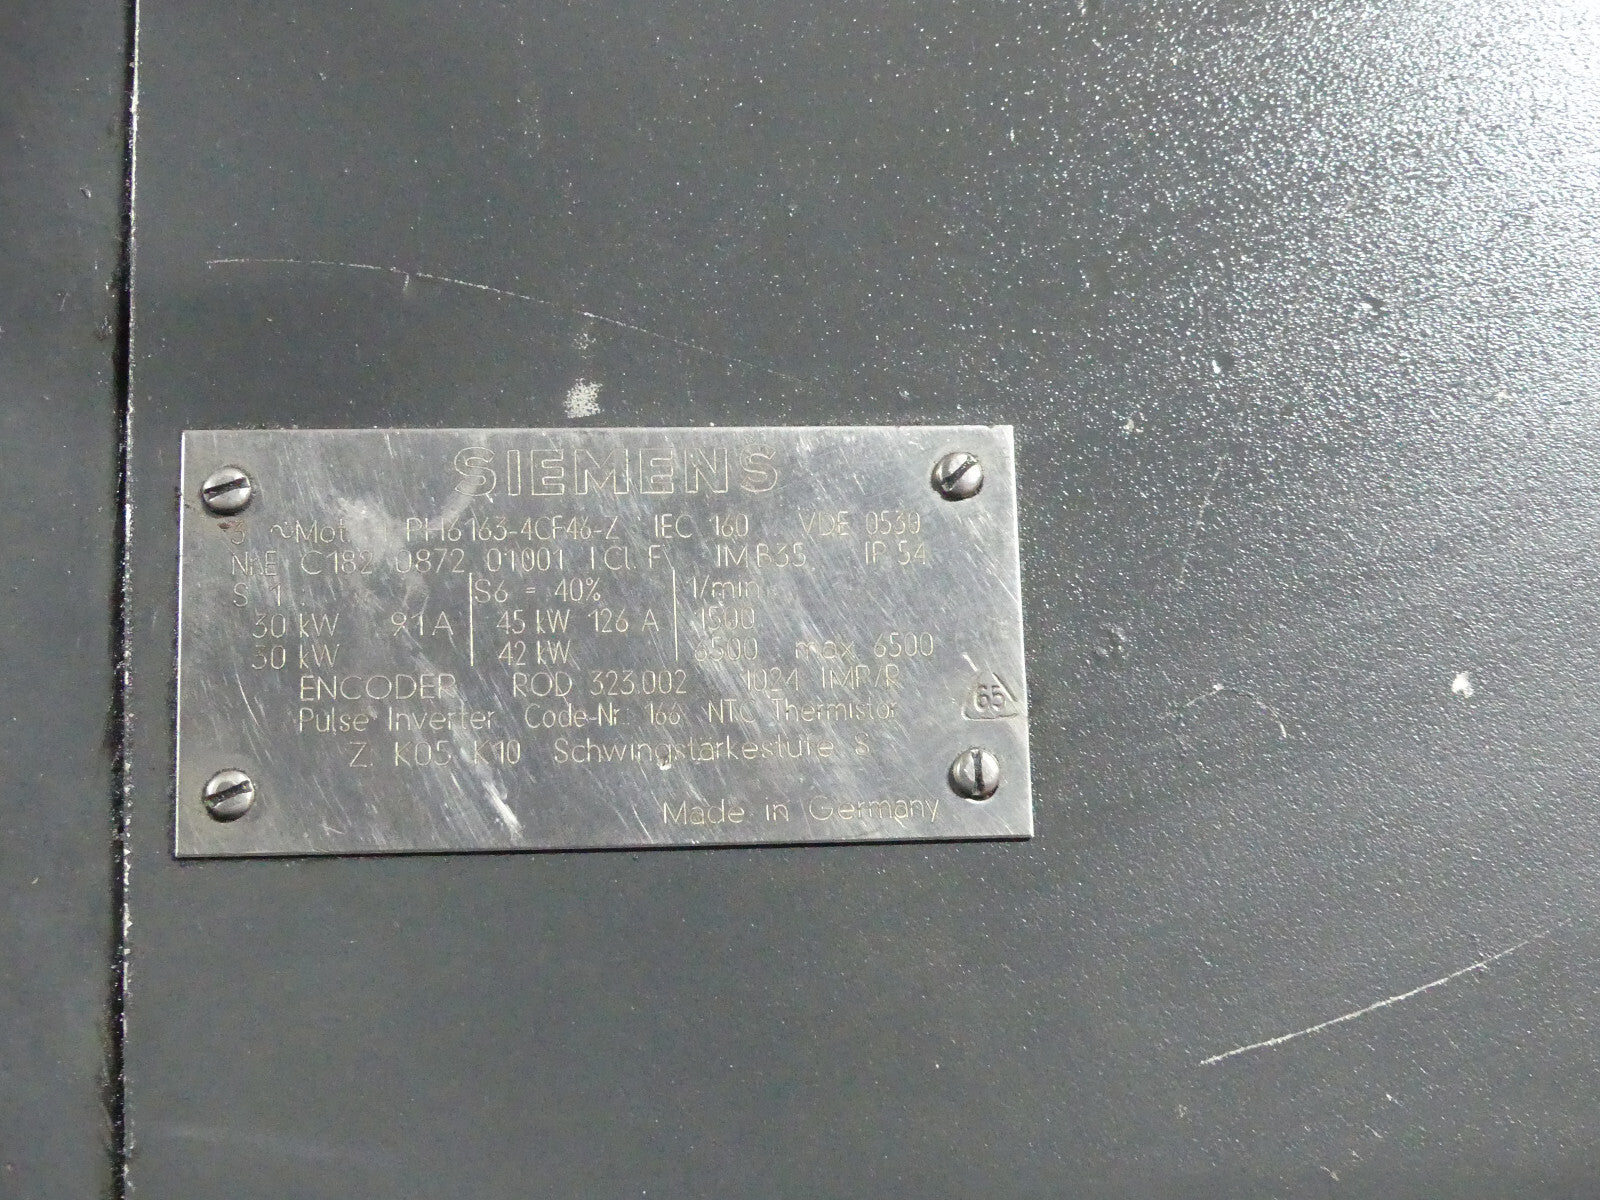 SIEMENS
3 ~Mot 1PH6163-4CF46-Z IEC 160 VDE 0530
Nr.E C182 0872 01001 I.Cl. F IM B35 IP 54
S 1 S6 = 40% 1/min
30 kW 91 A 45 kW 126 A 1500
30 kW 42 kW 6500 max. 6500
ENCODER ROD 323.002 1024 IMP/R
65
Pulse Inverter Code-Nr.: 166 NTC Thermistor
Z: K05 K10 Schwingstärkestufe S
Made in Germany